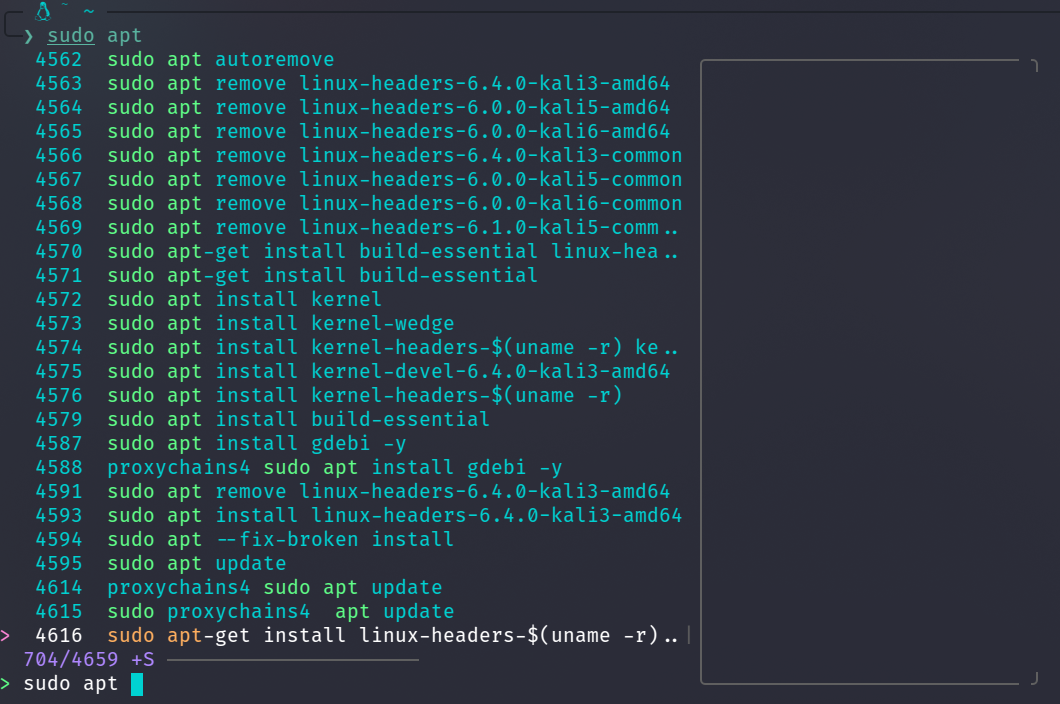 ~ ~
❯ sudo apt
4562 sudo apt autoremove
4563 sudo apt remove linux-headers-6.4.0-kali3-amd64
4564 sudo apt remove linux-headers-6.0.0-kali5-amd64
4565 sudo apt remove linux-headers-6.0.0-kali6-amd64
4566 sudo apt remove linux-headers-6.4.0-kali3-common
4567 sudo apt remove linux-headers-6.0.0-kali5-common
4568 sudo apt remove linux-headers-6.0.0-kali6-common
4569 sudo apt remove linux-headers-6.1.0-kali5-comm..
4570 sudo apt-get install build-essential linux-hea..
4571 sudo apt-get install build-essential
4572 sudo apt install kernel
4573 sudo apt install kernel-wedge
4574 sudo apt install kernel-headers-$(uname -r) ke..
4575 sudo apt install kernel-devel-6.4.0-kali3-amd64
4576 sudo apt install kernel-headers-$(uname -r)
4579 sudo apt install build-essential
4587 sudo apt install gdebi -y
4588 proxychains4 sudo apt install gdebi -y
4591 sudo apt remove linux-headers-6.4.0-kali3-amd64
4593 sudo apt install linux-headers-6.4.0-kali3-amd64
4594 sudo apt --fix-broken install
4595 sudo apt update
4614 proxychains4 sudo apt update
4615 sudo proxychains4  apt update
> 4616 sudo apt-get install linux-headers-$(uname -r)..
704/4659 +S
> sudo apt